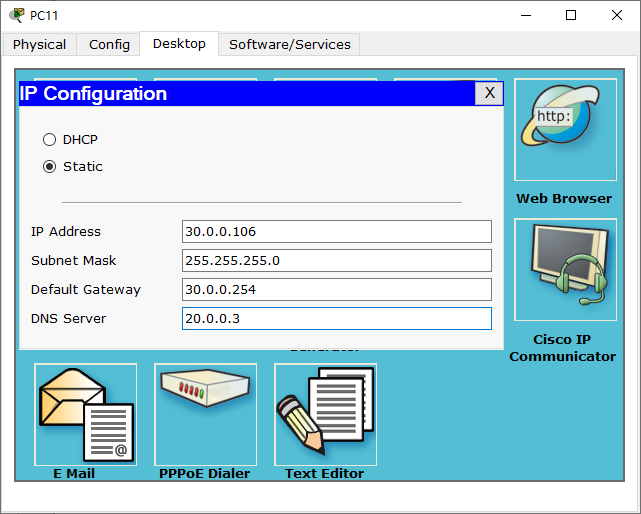 PC11
Physical Config Desktop Software/Services
IP Configuration X
DHCP
Static
IP Address 30.0.0.106
Subnet Mask 255.255.255.0
Default Gateway 30.0.0.254
DNS Server 20.0.0.3
http:
Web Browser
Cisco IP
Communicator
@
E Mail PPPoE Dialer Text Editor